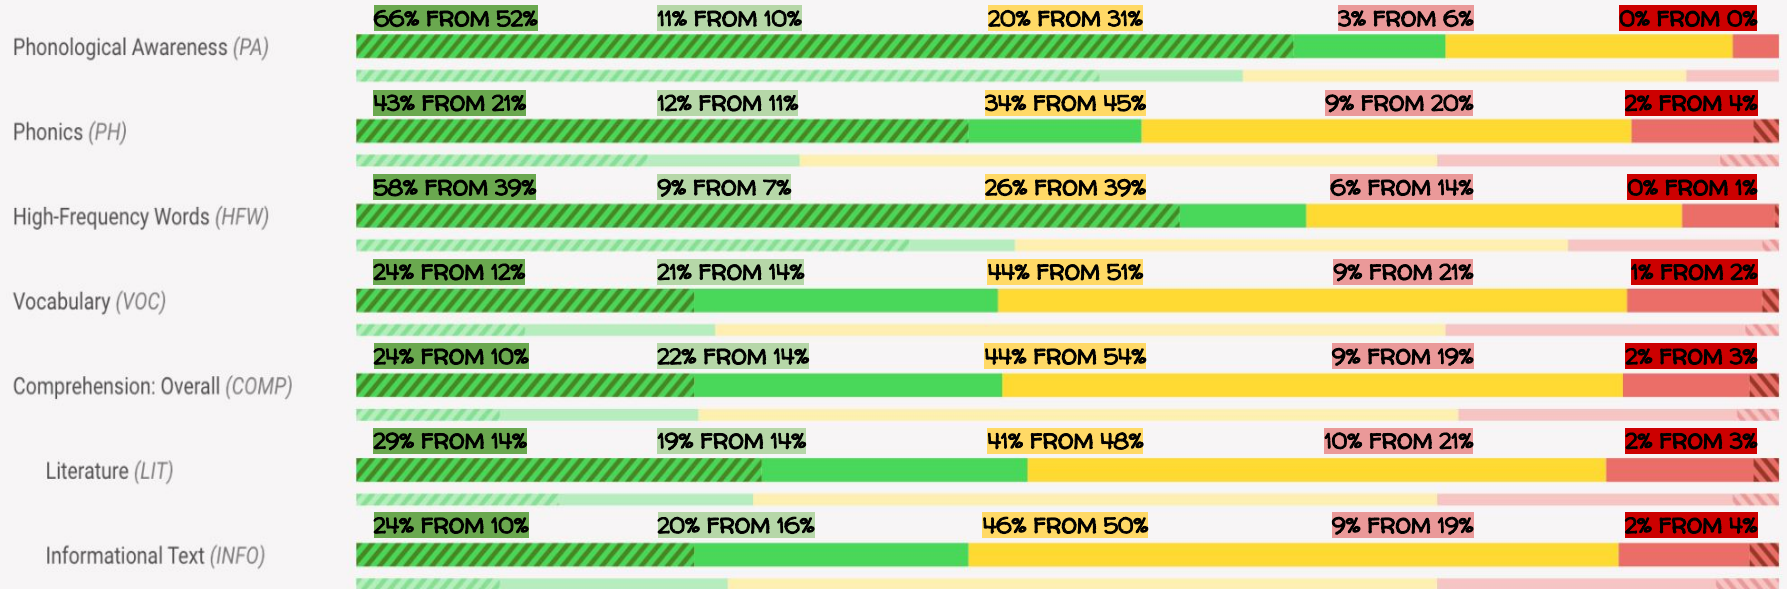 66% FROM 52% 11% FROM 10% 20% FROM 31% 3% FROM 6% 0% FROM 0%
Phonological Awareness (PA)
43% FROM 21% 12% FROM 11% 34% FROM 45% 9% FROM 20% 2% FROM 4%
Phonics (PH)
58% FROM 39% 9% FROM 7% 26% FROM 39% 6% FROM 14% 0% FROM 1%
High-Frequency Words (HFW)
24% FROM 12% 21% FROM 14% 44% FROM 51% 9% FROM 21% 1% FROM 2%
Vocabulary (VOC)
24% FROM 10% 22% FROM 14% 44% FROM 54% 9% FROM 19% 2% FROM 3%
Comprehension: Overall (COMP)
29% FROM 14% 19% FROM 14% 41% FROM 48% 10% FROM 21% 2% FROM 3%
Literature (LIT)
24% FROM 10% 20% FROM 16% 46% FROM 50% 9% FROM 19% 2% FROM 4%
Informational Text (INFO)